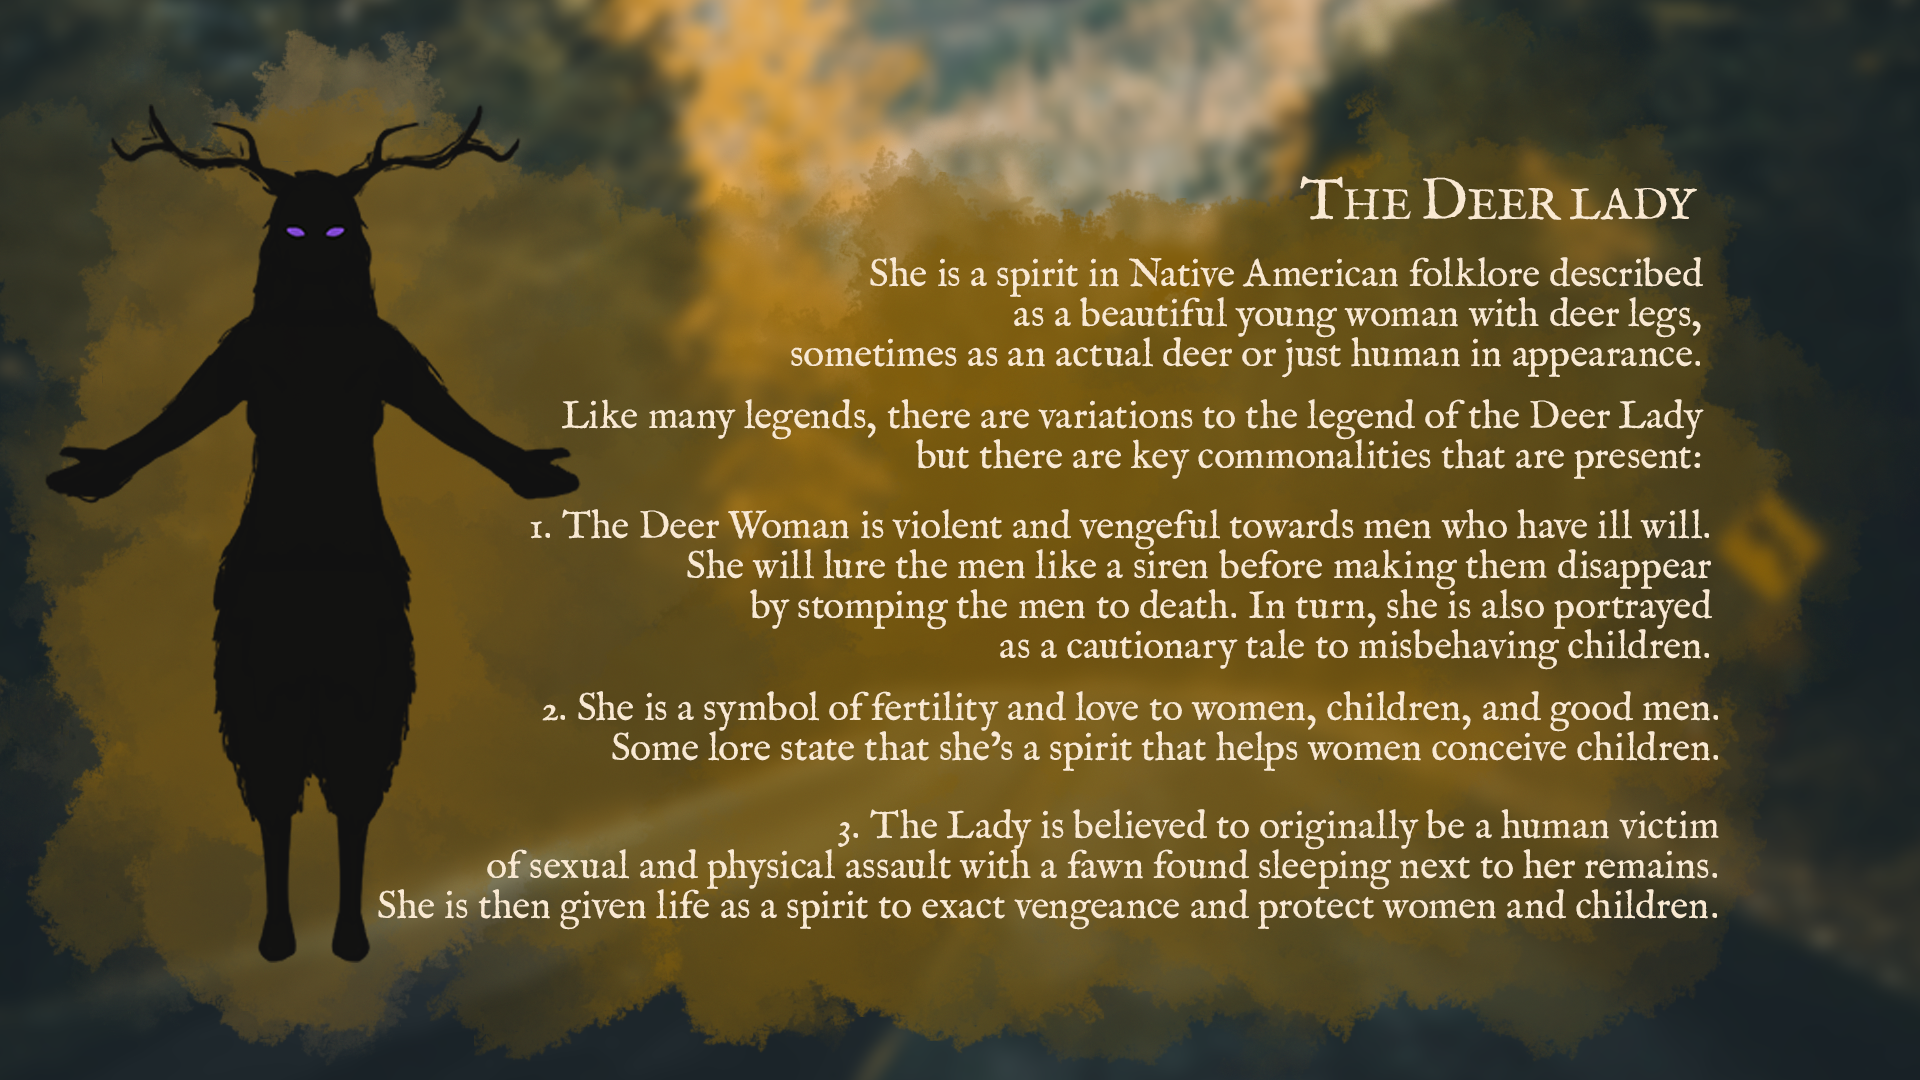 The Deer lady
She is a spirit in Native American folklore described
as a beautiful young woman with deer legs,
sometimes as an actual deer or just human in appearance.
Like many legends, there are variations to the legend of the Deer Lady
but there are key commonalities that are present:
1. The Deer Woman is violent and vengeful towards men who have ill will.
She will lure the men like a siren before making them disappear
by stomping the men to death. In turn, she is also portrayed
as a cautionary tale to misbehaving children.
2. She is a symbol of fertility and love to women, children, and good men.
Some lore state that she’s a spirit that helps women conceive children.
3. The Lady is believed to originally be a human victim
of sexual and physical assault with a fawn found sleeping next to her remains.
She is then given life as a spirit to exact vengeance and protect women and children.